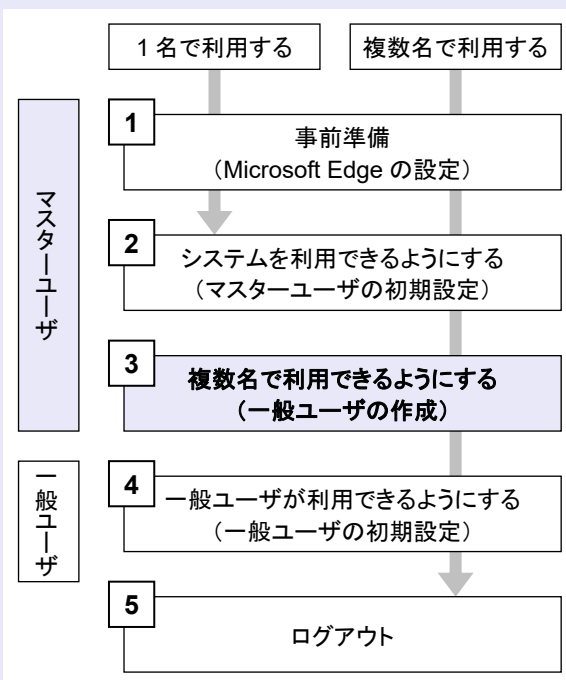 1 名で利用する
複数名で利用する
マスターユーザ
1
事前準備
（Microsoft Edge の設定）
2
システムを利用できるようにする
（マスターユーザの初期設定）
3
複数名で利用できるようにする
（一般ユーザの作成）
一般ユーザ
4
一般ユーザが利用できるようにする
（一般ユーザの初期設定）
5
ログアウト